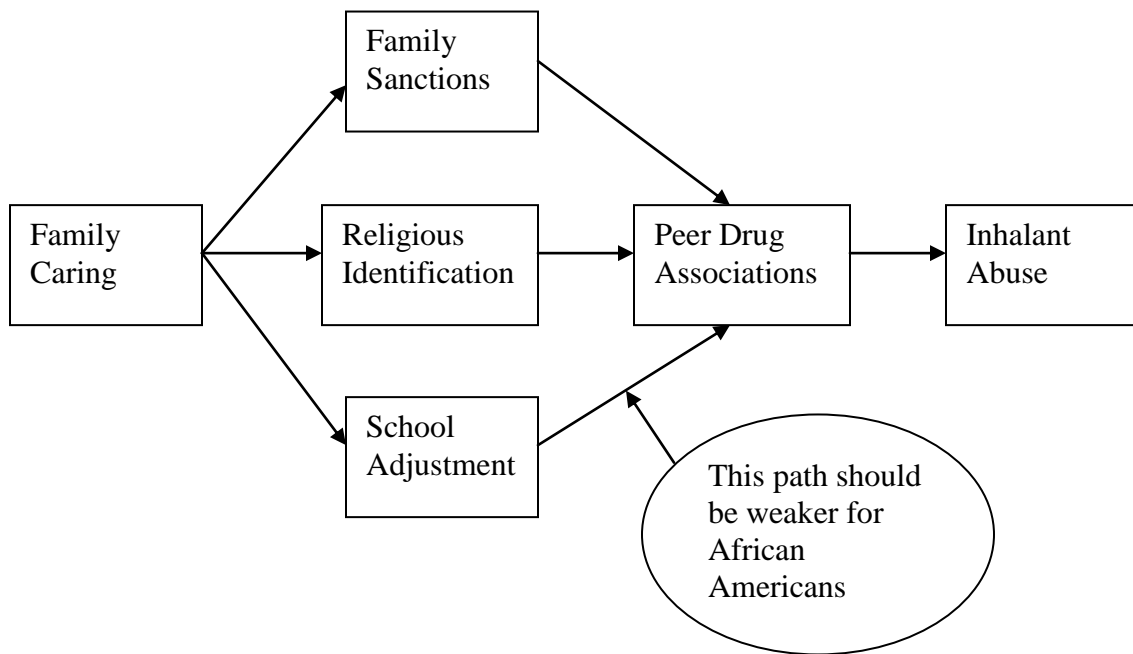 Family
Sanctions
Family
Caring
Religious
Identification
Peer Drug
Associations
Inhalant
Abuse
School
Adjustment
This path should
be weaker for
African
Americans